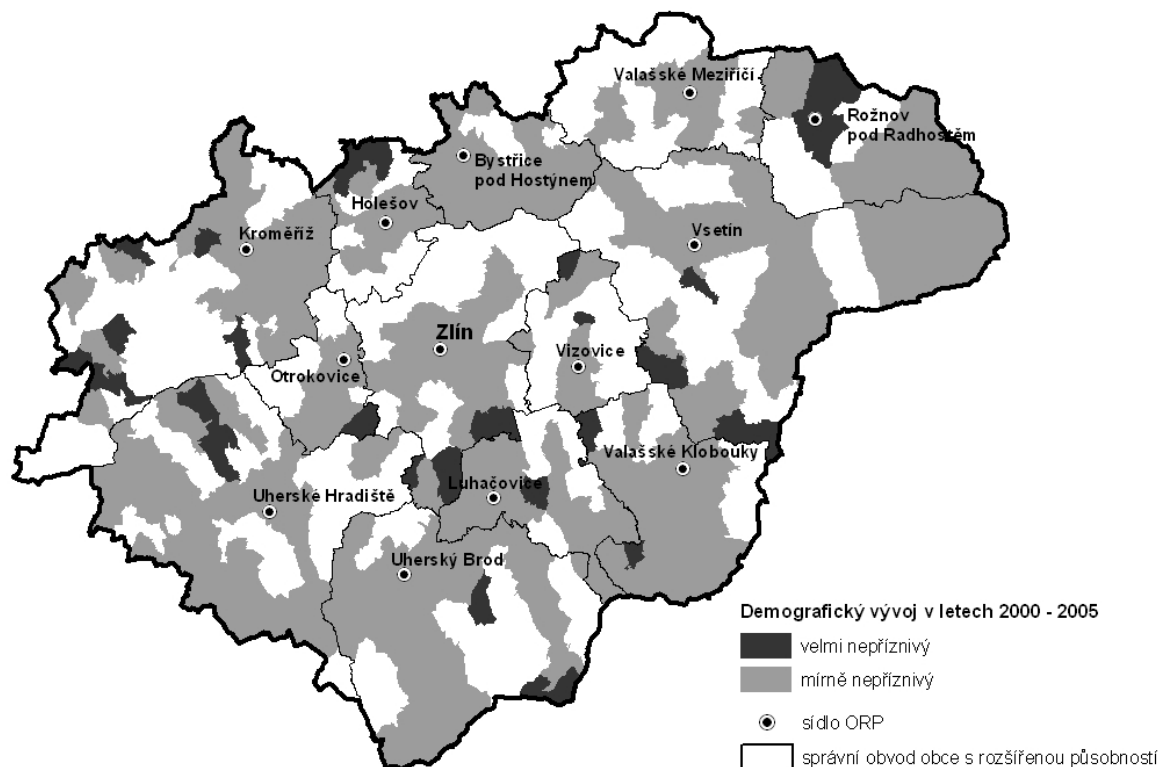 Valašské Meziříčí
Rožnov
pod Radhoštěm
Bystřice
pod Hostýnem
Holešov
Kroměříž
Vsetín
Zlín
Vizovice
Otrokovice
Valašské Klobouky
Luhačovice
Uherské Hradiště
Uherský Brod
Demografický vývoj v letech 2000 - 2005
velmi nepříznivý
mírně nepříznivý
sídlo ORP
správní obvod obce s rozšířenou působností